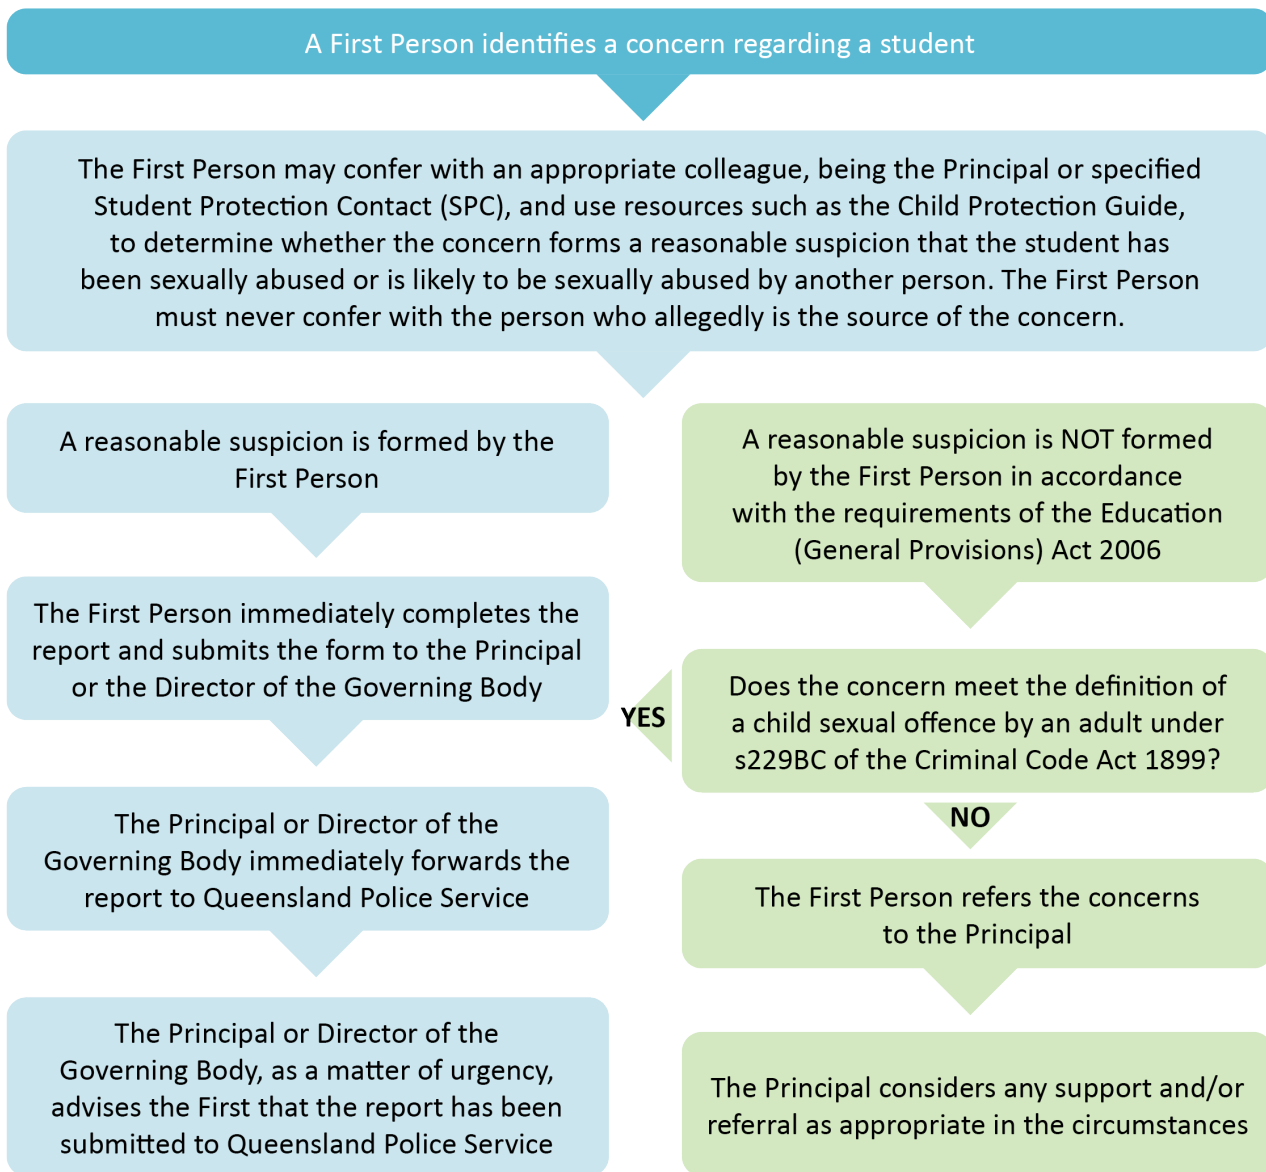 A First Person identifies a concern regarding a student
The First Person may confer with an appropriate colleague, being the Principal or specified
Student Protection Contact (SPC), and use resources such as the Child Protection Guide,
to determine whether the concern forms a reasonable suspicion that the student has
been sexually abused or is likely to be sexually abused by another person. The First Person
must never confer with the person who allegedly is the source of the concern.
A reasonable suspicion is formed by the
First Person
The First Person immediately completes the
report and submits the form to the Principal
or the Director of the Governing Body
The Principal or Director of the
Governing Body immediately forwards the
report to Queensland Police Service
The Principal or Director of the
Governing Body, as a matter of urgency,
advises the First that the report has been
submitted to Queensland Police Service
A reasonable suspicion is NOT formed
by the First Person in accordance
with the requirements of the Education
(General Provisions) Act 2006
Does the concern meet the definition of
a child sexual offence by an adult under
s229BC of the Criminal Code Act 1899?
YES
NO
The First Person refers the concerns
to the Principal
The Principal considers any support and/or
referral as appropriate in the circumstances